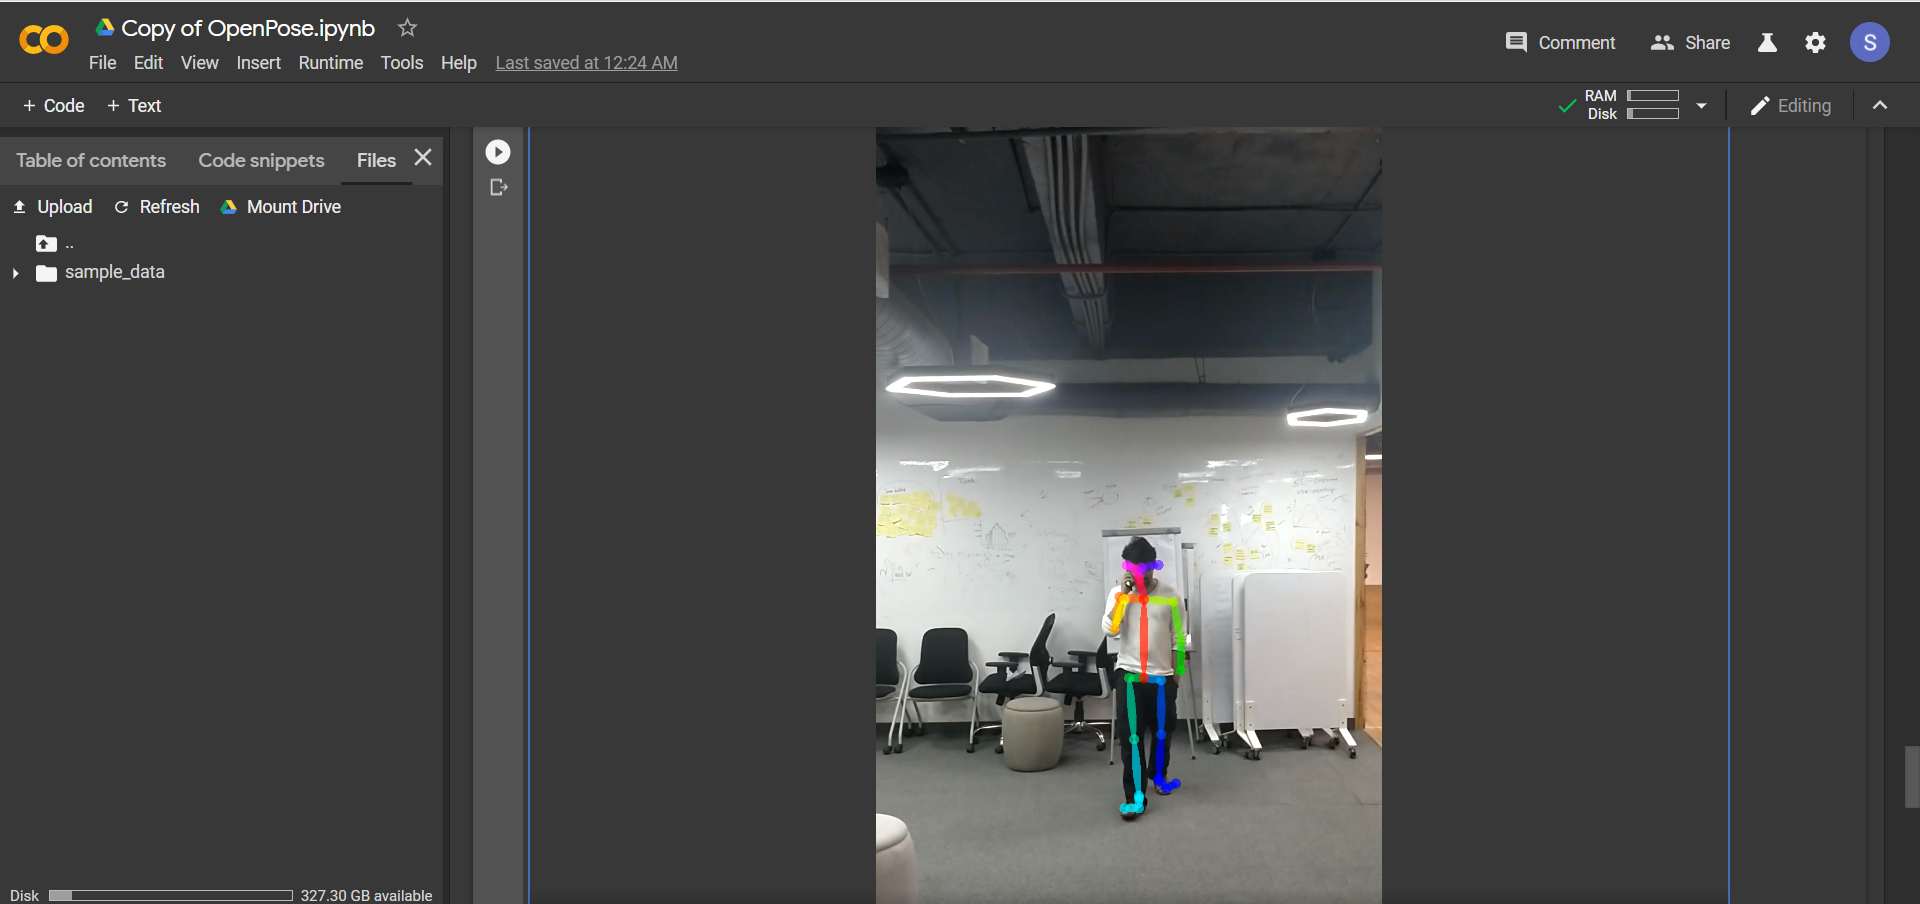 Copy of OpenPose.ipynb
File Edit View Insert Runtime Tools Help Last saved at 12:24 AM
Comment
Share
S
+ Code + Text
RAM
Disk
Editing
Table of contents Code snippets Files
Upload Refresh Mount Drive
..
sample_data
Disk 327.30 GB available